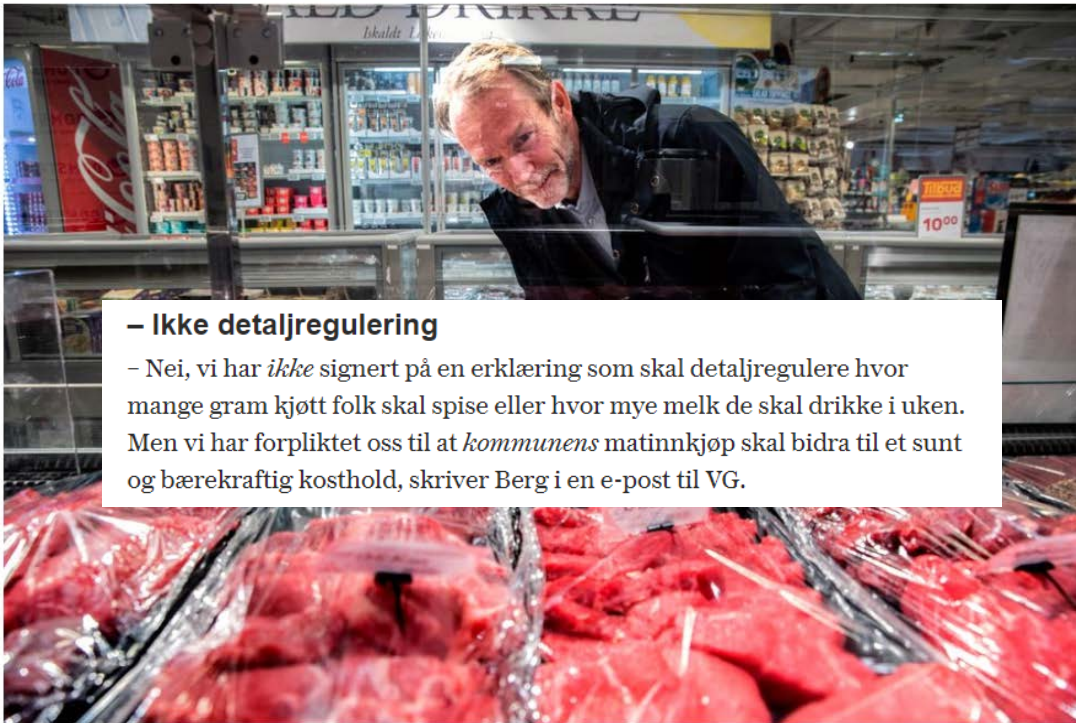 Iskaldt
Tilbud
10⁰⁰
– Ikke detaljregulering
– Nei, vi har ikke signert på en erklæring som skal detaljregulere hvor
mange gram kjøtt folk skal spise eller hvor mye melk de skal drikke i uken.
Men vi har forpliktet oss til at kommunens matinnkjøp skal bidra til et sunt
og bærekraftig kosthold, skriver Berg i en e-post til VG.